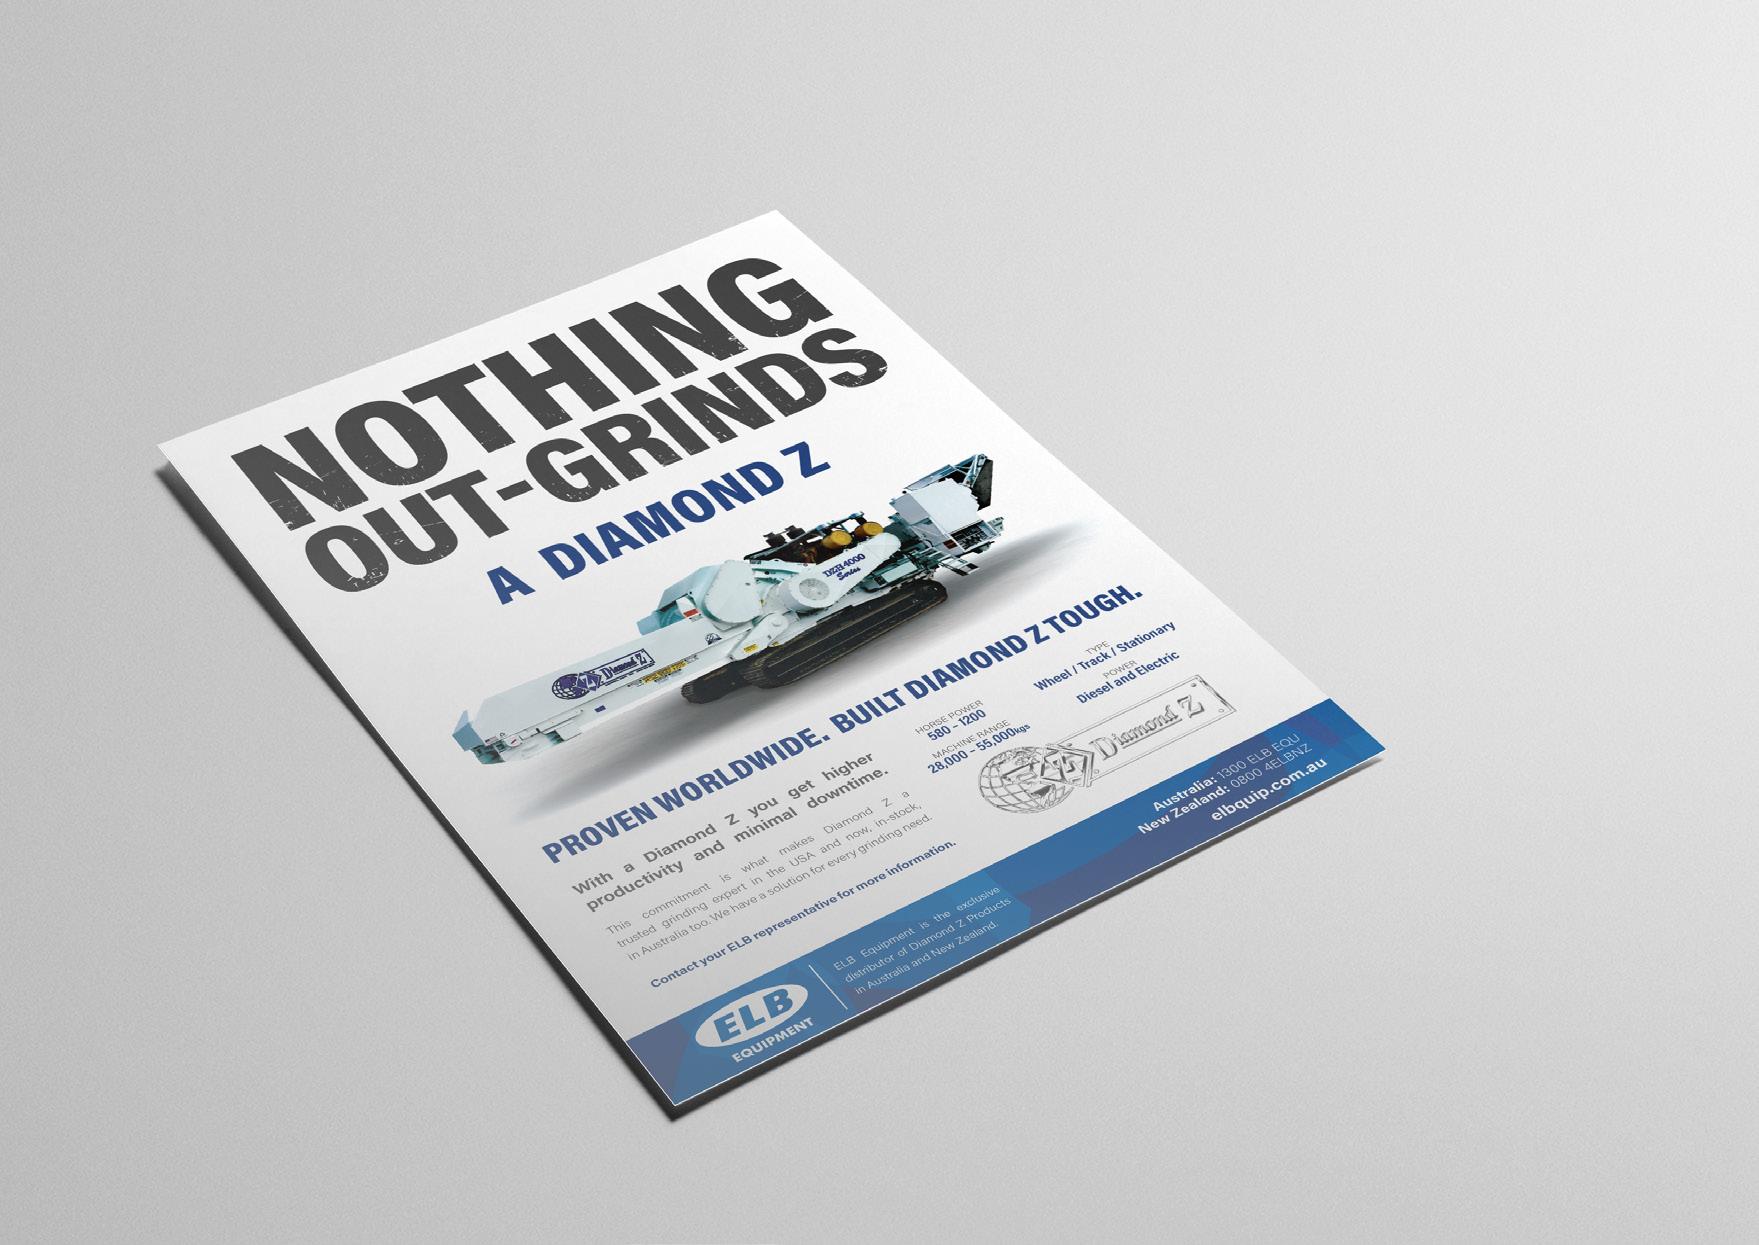 NOTHING
OUT-GRINDS
A DIAMOND Z
DZH4000
Series
Diamond Z
PROVEN WORLDWIDE. BUILT DIAMOND Z TOUGH.
With a Diamond Z you get higher
productivity and minimal downtime.
This commitment is what makes Diamond Z a
trusted grinding expert in the USA and now, in-stock,
in Australia too. We have a solution for every grinding need.
Contact your ELB representative for more information.
HORSE POWER
580 - 1200
MACHINE RANGE
28,000 – 55,000kgs
TYPE
Wheel / Track / Stationary
POWER
Diesel and Electric
Diamond Z
ELB
EQUIPMENT
ELB Equipment is the exclusive
distributor of Diamond Z Products
in Australia and New Zealand.
Australia: 1300 ELB EQU
New Zealand: 0800 4ELBNZ
elbquip.com.au